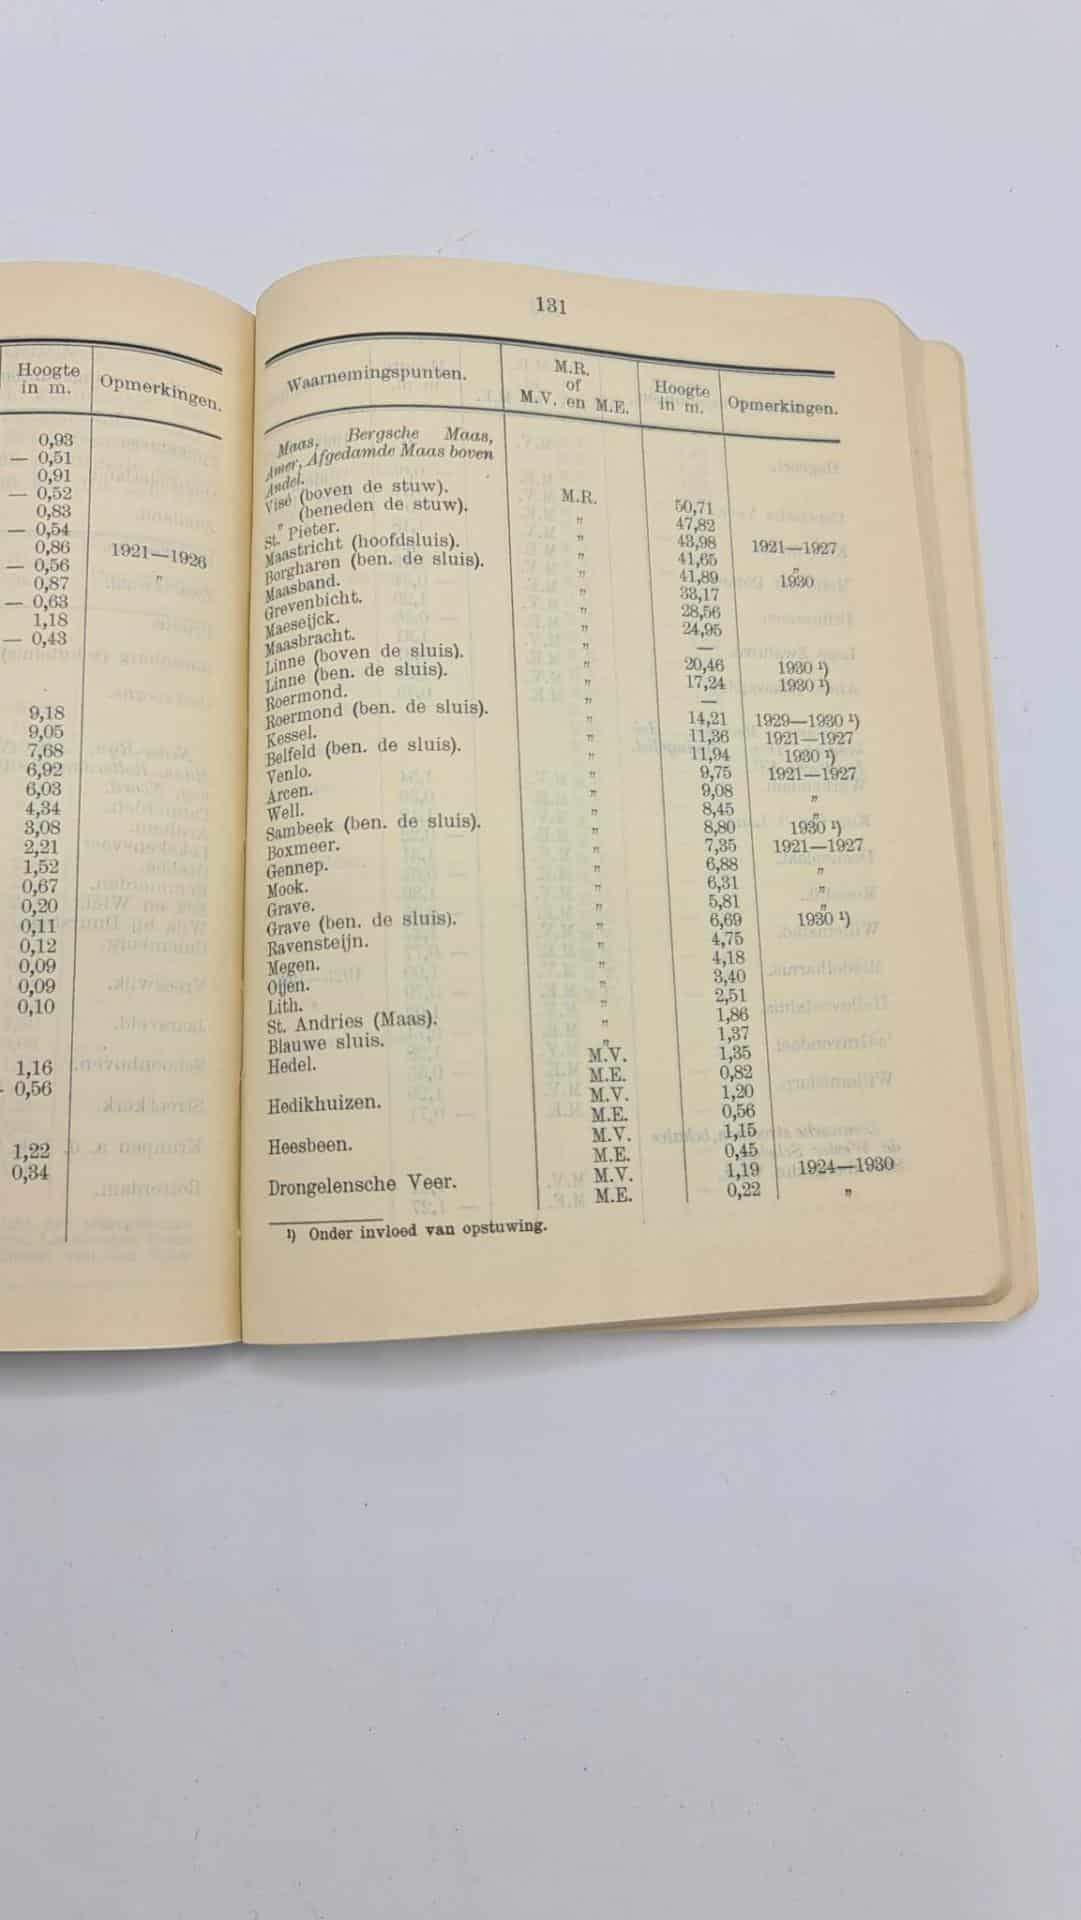 Hoogte in m. Opmerkingen.
0,93
— 0,51
0,91
— 0,52
0,83
— 0,54
0,86 1921—1926
— 0,56 "
0,87
— 0,63
1,18
— 0,43
9,18
9,05
7,68
6,92
6,03
4,34
3,08
2,21
1,52
0,67
0,20
0,11
0,12
0,09
0,09
0,10
1,16
- 0,56
1,22
0,34
131
Waarnemingspunten. M.R. of M.V. en M.E. Hoogte in m. Opmerkingen.
Maas, Bergsche Maas,
Amer, Afgedamde Maas boven
Andel.
Visé (boven de stuw). M.R. 50,71
" (beneden de stuw). " 47,82
St. Pieter. " 43,98 1921—1927
Maastricht (hoofdsluis). " 41,65 "
Borgharen (ben. de sluis). " 41,89 1930
Maasband. " 33,17
Grevenbicht. " 28,56
Maeseijck. " 24,95
Maasbracht. " —
Linne (boven de sluis). " 20,46 1930 ¹)
Linne (ben. de sluis). " 17,24 1930 ¹)
Roermond. " —
Roermond (ben. de sluis). " 14,21 1929—1930 ¹)
Kessel. " 11,36 1921—1927
Belfeld (ben. de sluis). " 11,94 1930 ¹)
Venlo. " 9,75 1921—1927
Arcen. " 9,08 "
Well. " 8,45 "
Sambeek (ben. de sluis). " 8,80 1930 ¹)
Boxmeer. " 7,35 1921—1927
Gennep. " 6,88 "
Mook. " 6,31 "
Grave. " 5,81 "
Grave (ben. de sluis). " 6,69 1930 ¹)
Ravensteijn. " 4,75
Megen. " 4,18
Oijen. " 3,40
Lith. " 2,51
St. Andries (Maas). " 1,86
Blauwe sluis. " 1,37
Hedel. M.V. 1,35
M.E. 0,82
Hedikhuizen. M.V. 1,20
M.E. 0,56
Heesbeen. M.V. 1,15
M.E. 0,45
Drongelensche Veer. M.V. 1,19 1924—1930
M.E. 0,22 "
¹) Onder invloed van opstuwing.